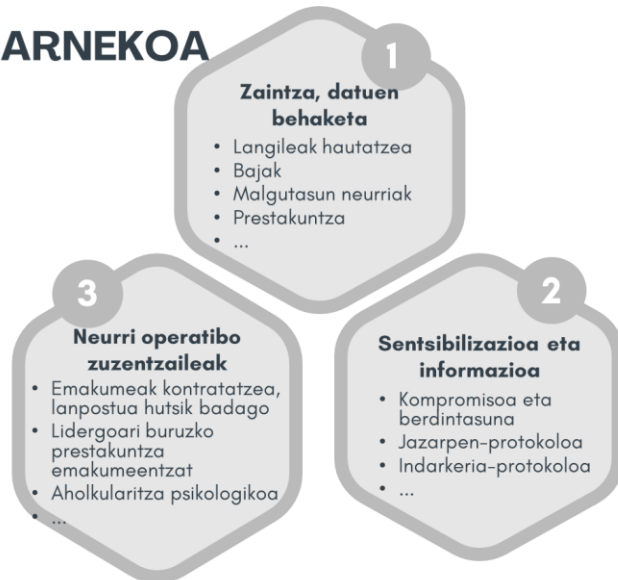 ARNEKOA
1
Zaintza, datuen
behaketa
• Langileak hautatzea
• Bajak
• Malgutasun neurriak
• Prestakuntza
• ...
3
Neurri operatibo
zuzentzaileak
• Emakumeak kontratatzea,
lanpostua hutsik badago
• Lidergoari buruzko
prestakuntza
emakumeentzat
• Aholkularitza psikologikoa
• ...
2
Sentsibilizazioa eta
informazioa
• Kompromisoa eta
berdintasuna
• Jazarpen-protokoloa
• Indarkeria-protokoloa
• ...